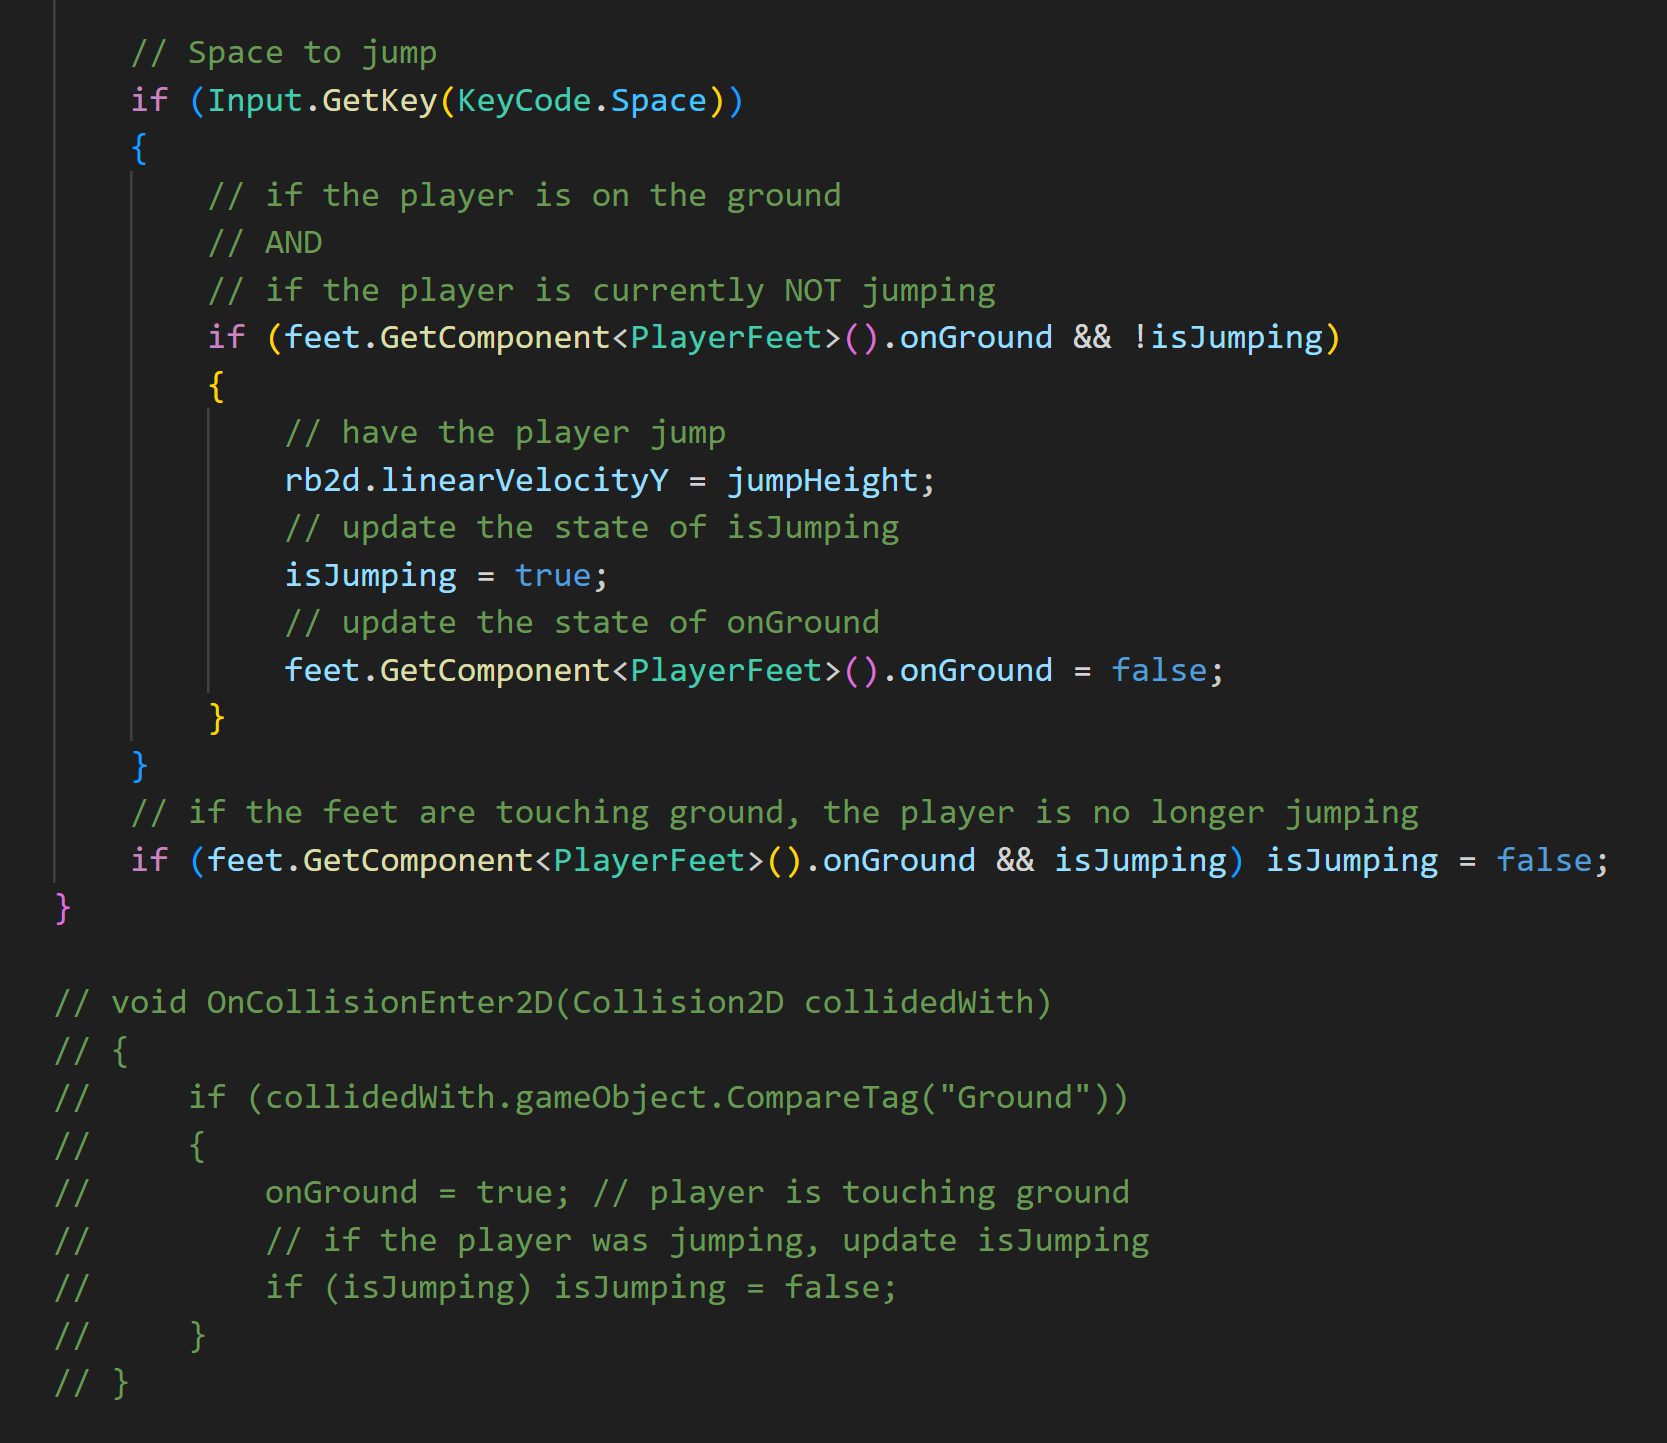 // Space to jump
if (Input.GetKey(KeyCode.Space))
{
// if the player is on the ground
// AND
// if the player is currently NOT jumping
if (feet.GetComponent<PlayerFeet>().onGround && !isJumping)
{
// have the player jump
rb2d.linearVelocityY = jumpHeight;
// update the state of isJumping
isJumping = true;
// update the state of onGround
feet.GetComponent<PlayerFeet>().onGround = false;
}
}
// if the feet are touching ground, the player is no longer jumping
if (feet.GetComponent<PlayerFeet>().onGround && isJumping) isJumping = false;
}
// void OnCollisionEnter2D(Collision2D collidedWith)
// {
//     if (collidedWith.gameObject.CompareTag("Ground"))
//     {
//         onGround = true; // player is touching ground
//         // if the player was jumping, update isJumping
//         if (isJumping) isJumping = false;
//     }
// }